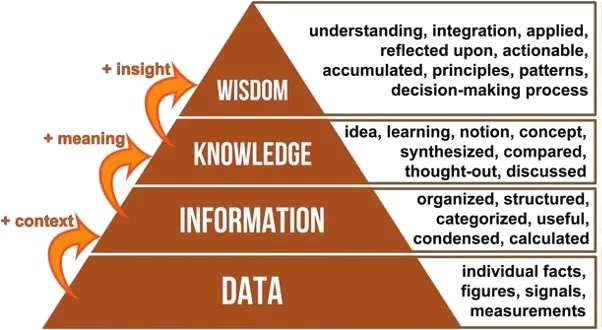 understanding, integration, applied,
reflected upon, actionable,
accumulated, principles, patterns,
decision-making process
+ insight
WISDOM
idea, learning, notion, concept,
synthesized, compared,
thought-out, discussed
+ meaning
KNOWLEDGE
organized, structured,
categorized, useful,
condensed, calculated
+ context
INFORMATION
individual facts,
figures, signals,
measurements
DATA